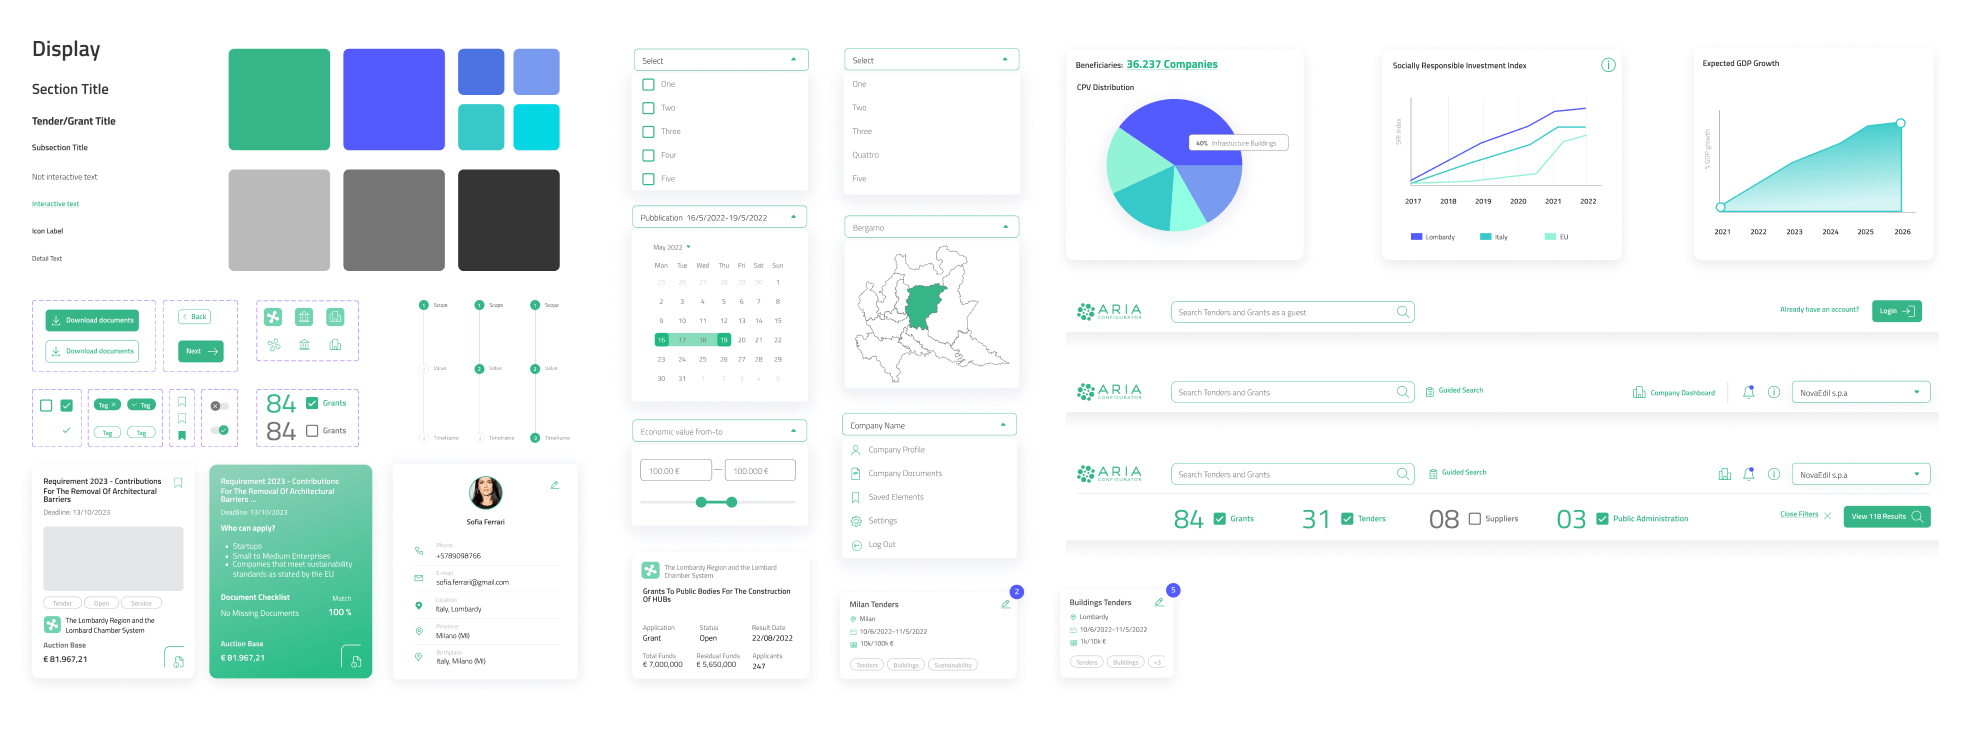 Display
Section Title
Tender/Grant Title
Subsection Title
Not interactive text
Interactive text
Icon Label
Detail Text
Download documents
Download documents
Back
Next
1 Scope
1 Scope
1 Scope
2 Value
2 Value
2 Value
3 Timeframe
3 Timeframe
3 Timeframe
Tag
Tag
Tag
Tag
84 Grants
84 Grants
Requirement 2023 - Contributions
For The Removal Of Architectural
Barriers
Deadline: 13/10/2023
Tender
Open
Service
The Lombardy Region and the
Lombard Chamber System
Auction Base
€ 81.967,21
Requirement 2023 - Contributions
For The Removal Of Architectural
Barriers ...
Deadline: 13/10/2023
Who can apply?
• Startups
• Small to Medium Enterprises
• Companies that meet sustainability
standards as stated by the EU
Document Checklist
Match
No Missing Documents
100 %
Auction Base
€ 81.967,21
Sofia Ferrari
Phone
+5789098766
E-mail
sofia.ferrari@gmail.com
Location
Italy, Lombardy
Province
Milano (MI)
Birthplace
Italy, Milano (MI)
Select
One
Two
Three
Four
Five
Pubblication 16/5/2022-19/5/2022
May 2022
Mon Tue Wed Thu Fri Sat Sun
25 26 27 28 29 30 1
2 3 4 5 6 7 8
9 10 11 12 13 14 15
16 17 18 19 20 21 22
23 24 25 26 27 28 29
30 31 1 2 3 4 5
Economic value from-to
100.00 €
100.000 €
The Lombardy Region and the Lombard
Chamber System
Grants To Public Bodies For The Construction
Of HUBs
Application Status Result Date
Grant Open 22/08/2022
Total Funds Residual Funds Applicants
€ 7,000,000 € 5,650,000 247
Select
One
Two
Three
Quattro
Five
Bergamo
Company Name
Company Profile
Company Documents
Saved Elements
Settings
Log Out
2
Milan Tenders
Milan
10/6/2022-11/5/2022
10k/100k €
Tenders
Buildings
Sustainability
5
Buildings Tenders
Lombardy
10/6/2022-11/5/2022
1k/10k €
Tenders
Buildings
+3
Beneficiaries: 36.237 Companies
CPV Distribution
40% Infrastucture Buildings
Socially Responsible Investment Index
SRI index
2017 2018 2019 2020 2021 2022
Lombardy Italy EU
Expected GDP Growth
% GDP growth
2021 2022 2023 2024 2025 2026
ARIA
CONFIGURATOR
Search Tenders and Grants as a guest
Already have an account?
Login
ARIA
CONFIGURATOR
Search Tenders and Grants
Guided Search
Company Dashboard
NovaEdil s.p.a
ARIA
CONFIGURATOR
Search Tenders and Grants
Guided Search
NovaEdil s.p.a
84 Grants
31 Tenders
08 Suppliers
03 Public Administration
Close Filters
View 118 Results